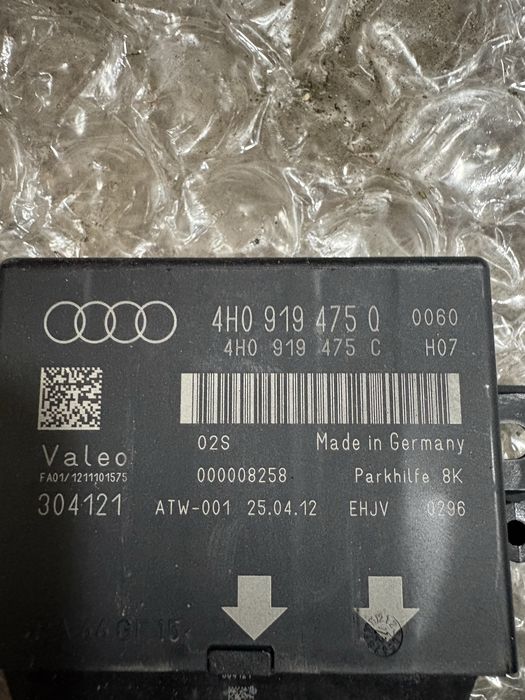 4H0 919 475 Q 0060
4H0 919 475 C H07
02S Made in Germany
Valeo 000008258 Parkhilfe 8K
FA01/1211101575
304121 ATW-001 25.04.12 EHJV 0296
304121